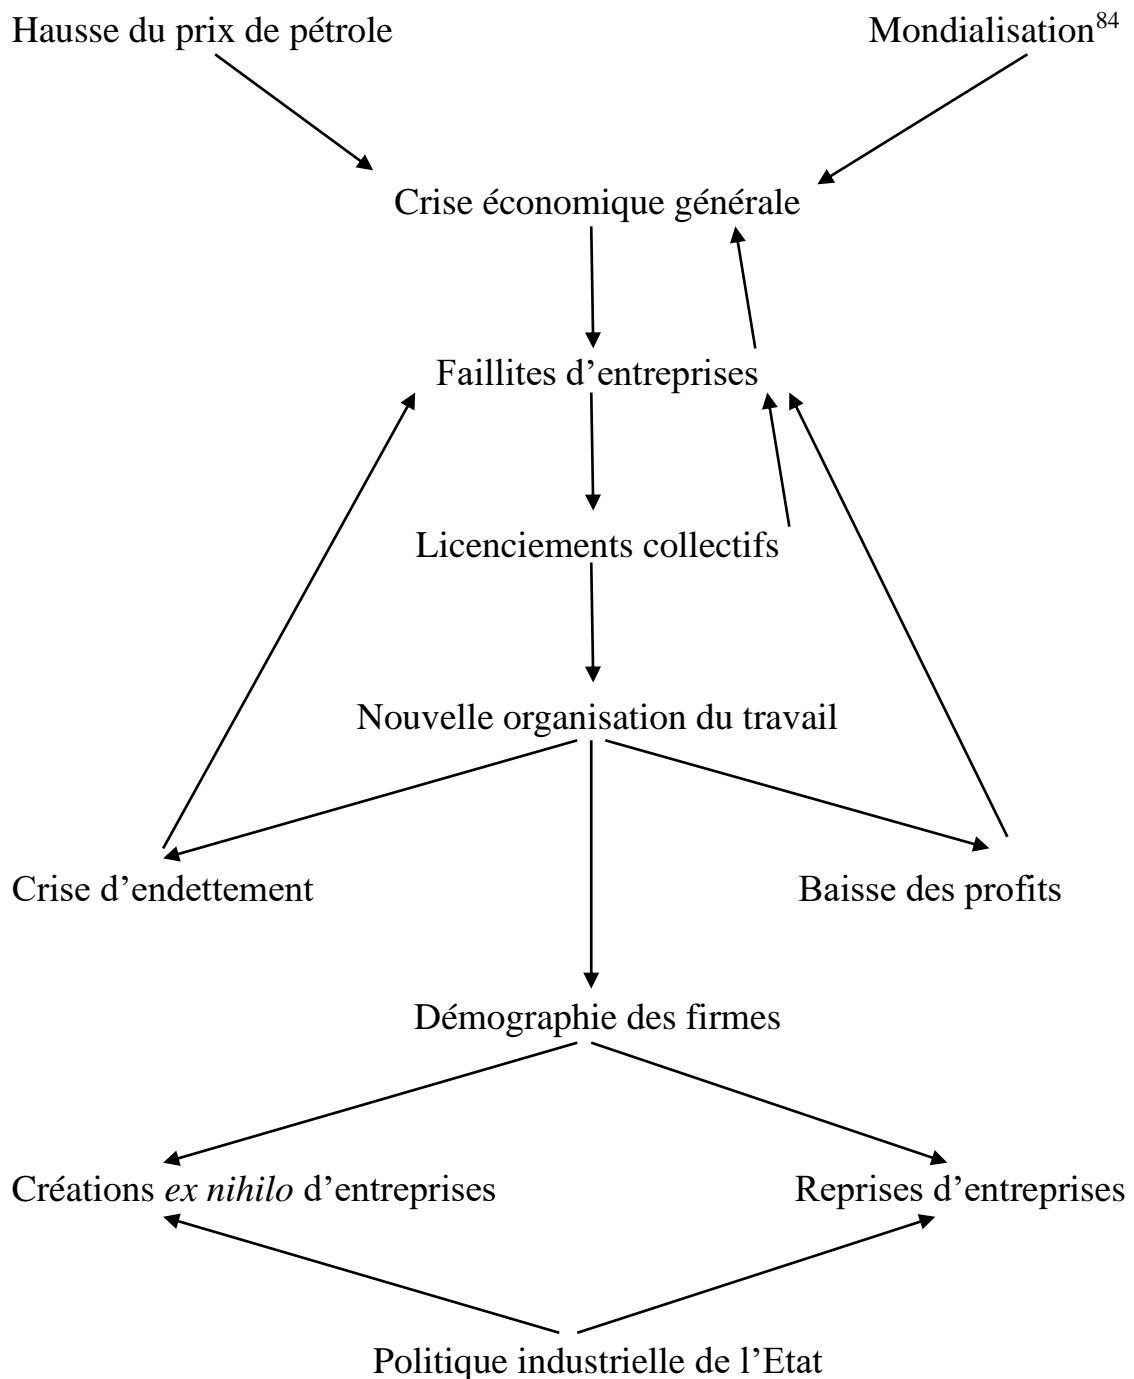 Hausse du prix de pétrole
Mondialisation84
Crise économique générale
Faillites d’entreprises
Licenciements collectifs
Nouvelle organisation du travail
Crise d’endettement
Baisse des profits
Démographie des firmes
Créations ex nihilo d’entreprises
Reprises d’entreprises
Politique industrielle de l’Etat